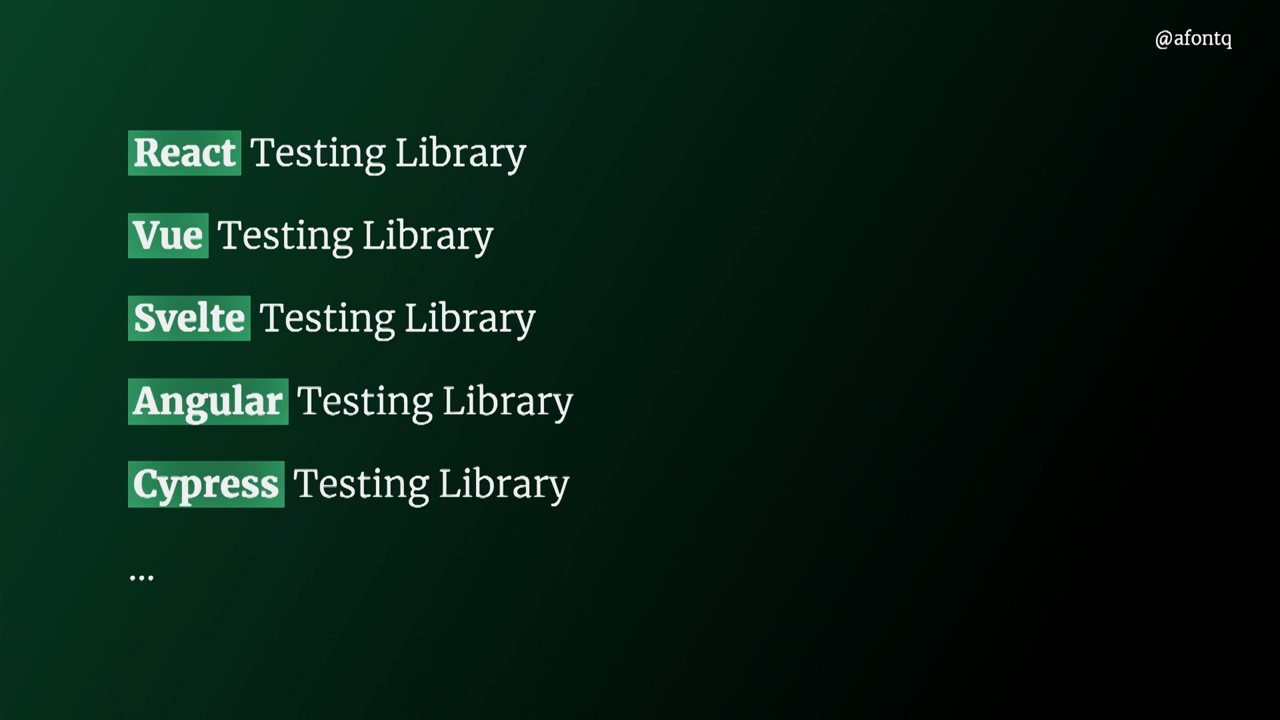 @afontq
React Testing Library
Vue Testing Library
Svelte Testing Library
Angular Testing Library
Cypress Testing Library
...